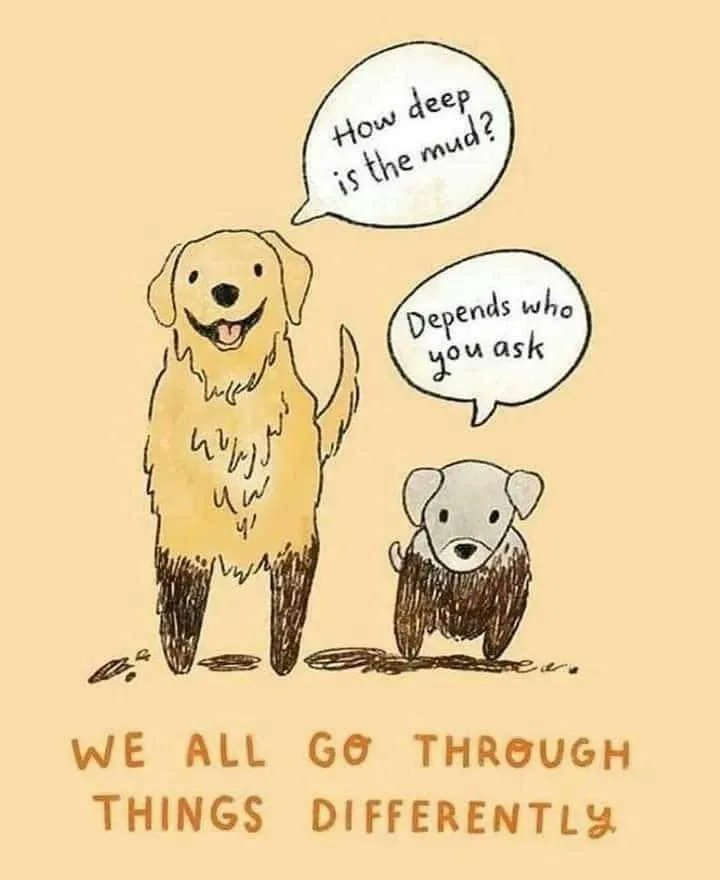 How deep
is the mud?
Depends who
you ask
WE ALL GO THROUGH
THINGS DIFFERENTLY